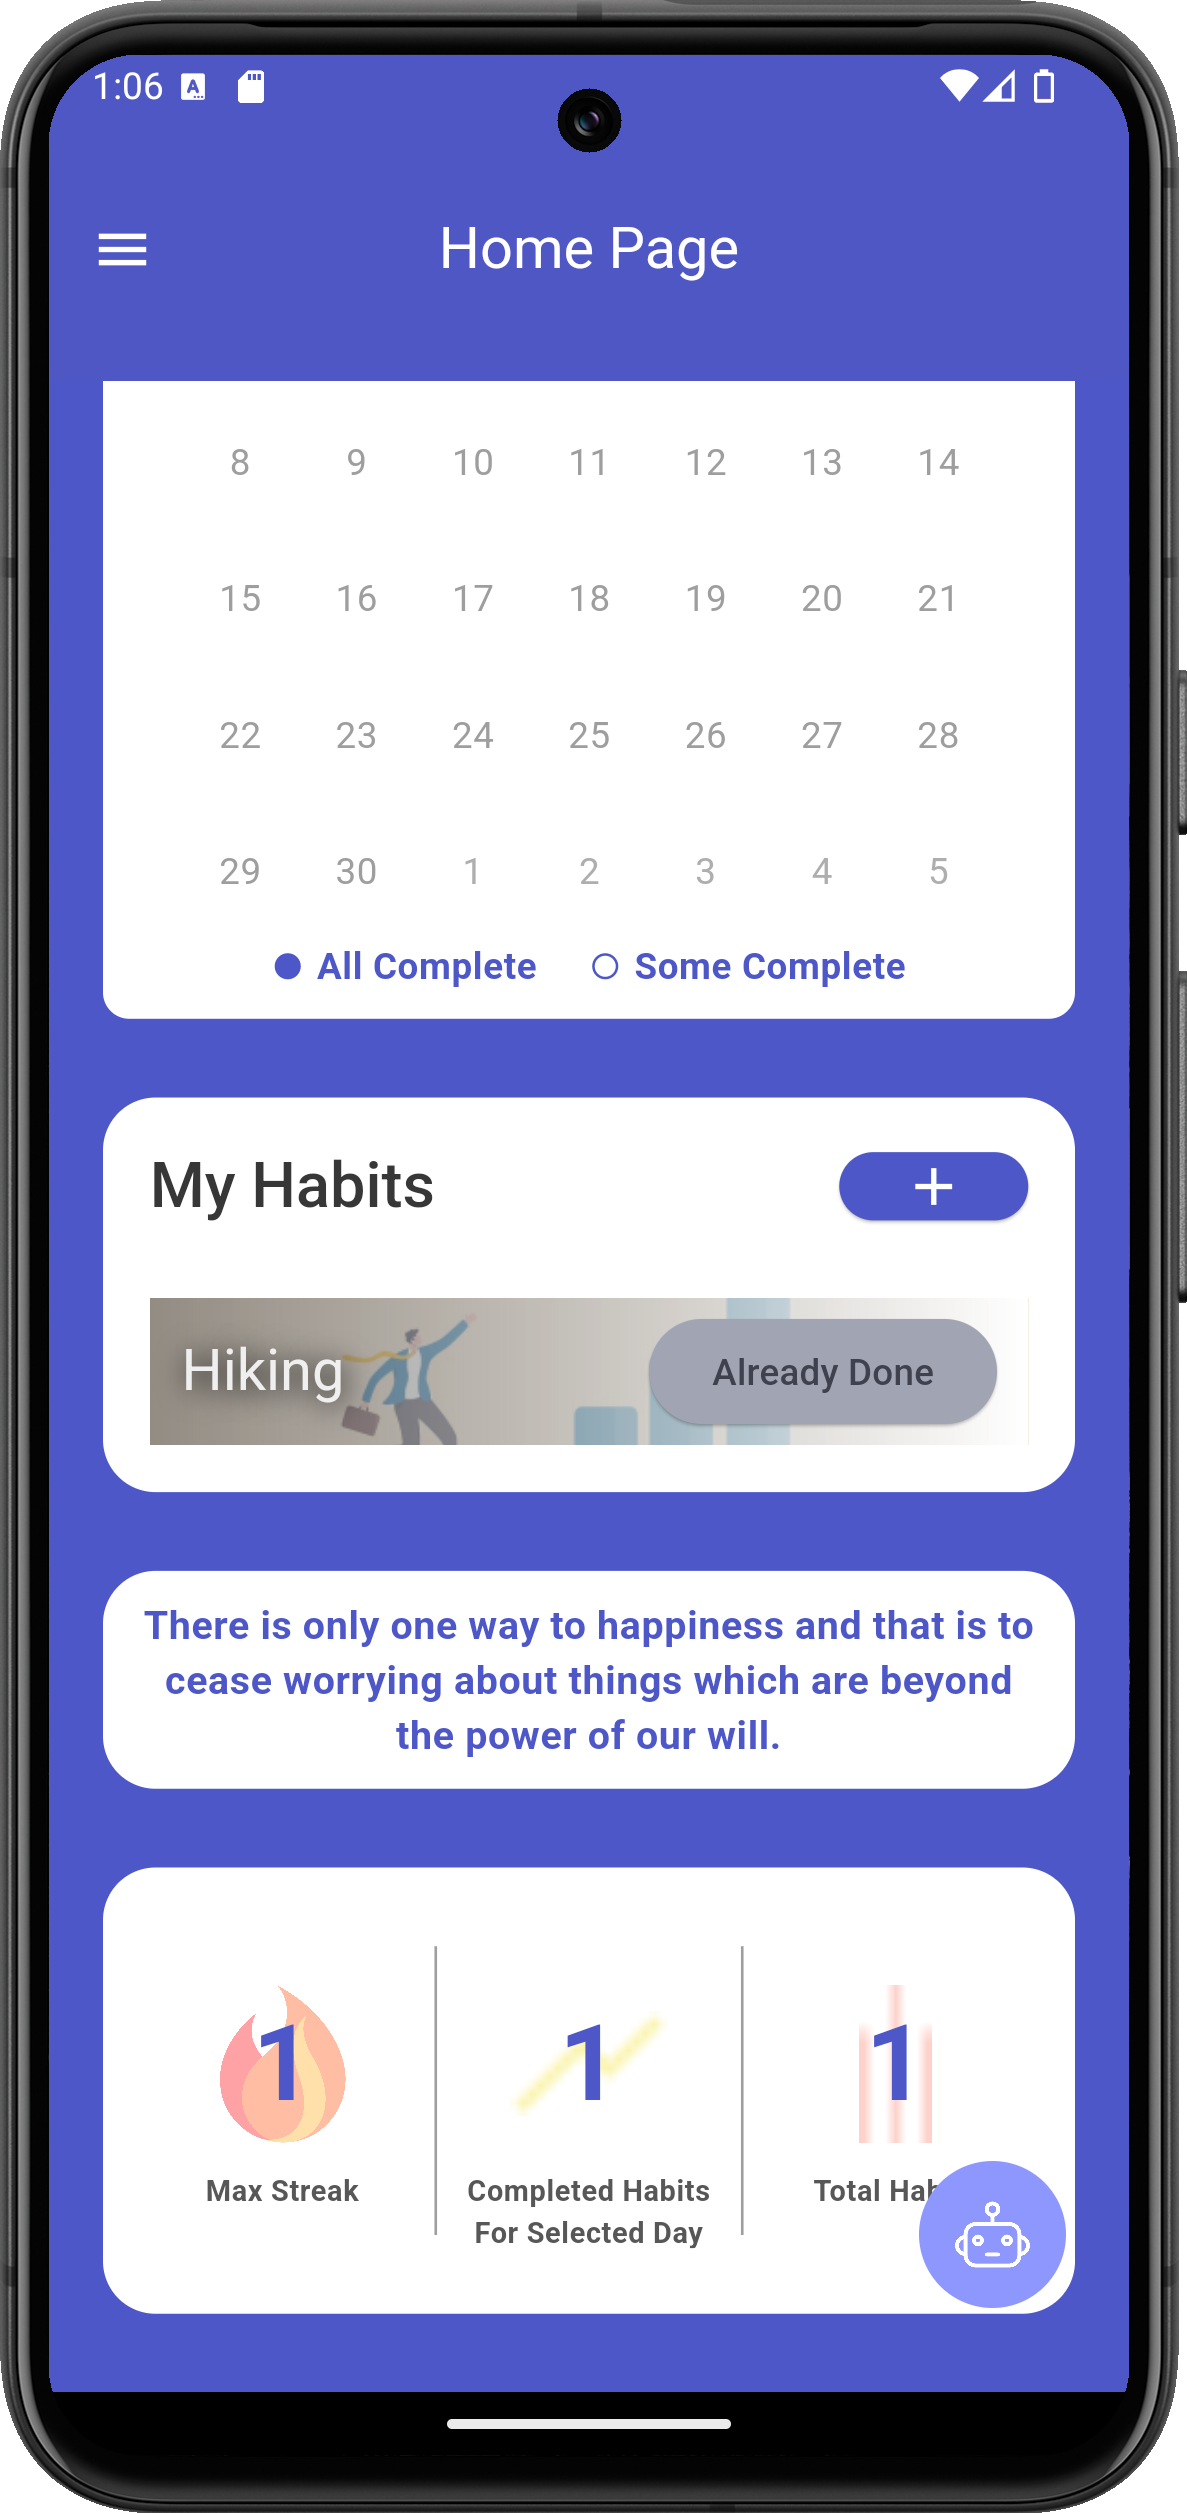 1:06
Home Page
8 9 10 11 12 13 14
15 16 17 18 19 20 21
22 23 24 25 26 27 28
29 30 1 2 3 4 5
All Complete Some Complete
My Habits
+
Hiking
Already Done
There is only one way to happiness and that is to
cease worrying about things which are beyond
the power of our will.
1 1 1
Max Streak
Completed Habits
For Selected Day
Total